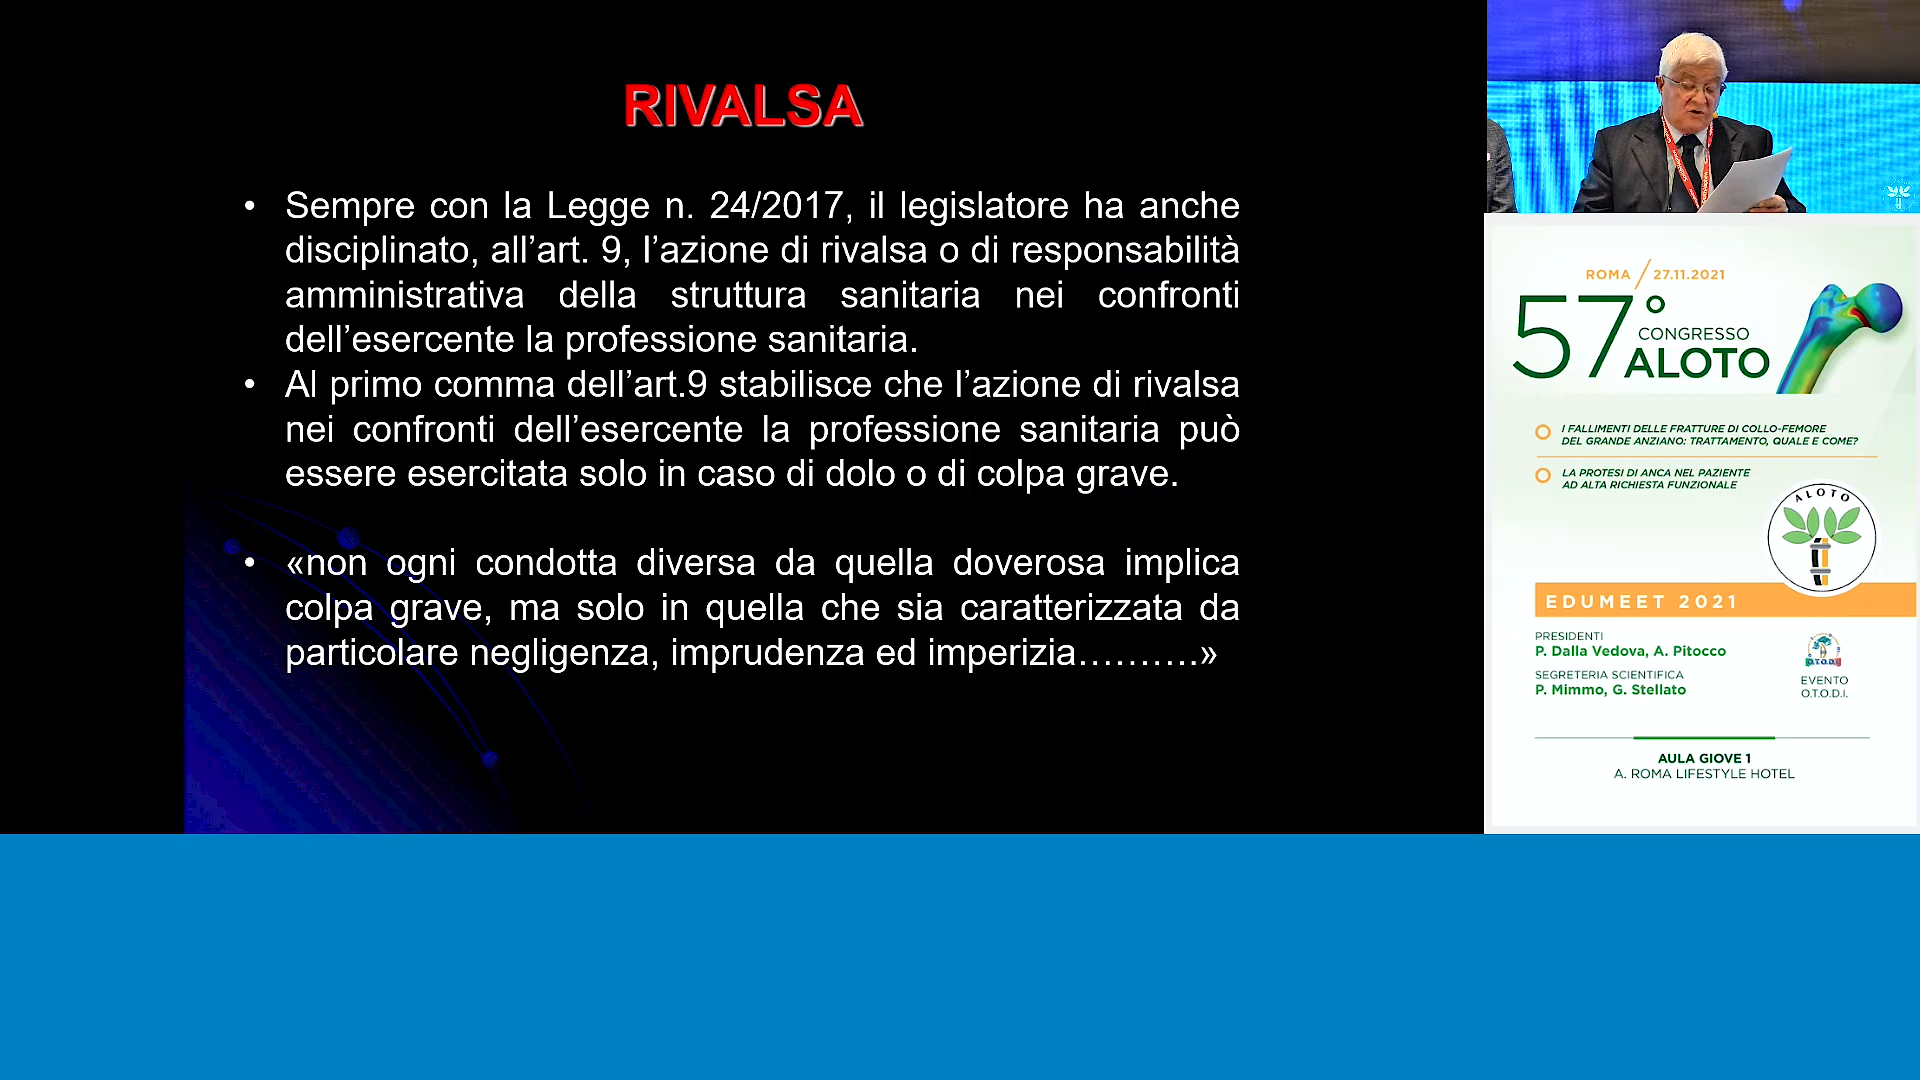 RIVALSA
• Sempre con la Legge n. 24/2017, il legislatore ha anche
disciplinato, all’art. 9, l’azione di rivalsa o di responsabilità
amministrativa della struttura sanitaria nei confronti
dell’esercente la professione sanitaria.
• Al primo comma dell’art.9 stabilisce che l’azione di rivalsa
nei confronti dell’esercente la professione sanitaria può
essere esercitata solo in caso di dolo o di colpa grave.
• «non ogni condotta diversa da quella doverosa implica
colpa grave, ma solo in quella che sia caratterizzata da
particolare negligenza, imprudenza ed imperizia……….»
ROMA / 27.11.2021
57°
CONGRESSO
ALOTO
I FALLIMENTI DELLE FRATTURE DI COLLO-FEMORE
DEL GRANDE ANZIANO: TRATTAMENTO, QUALE E COME?
LA PROTESI DI ANCA NEL PAZIENTE
AD ALTA RICHIESTA FUNZIONALE
ALOTO
EDUMEET 2021
PRESIDENTI
P. Dalla Vedova, A. Pitocco
SEGRETERIA SCIENTIFICA
P. Mimmo, G. Stellato
O.T.O.D.I.
EVENTO
O.T.O.D.I.
AULA GIOVE 1
A. ROMA LIFESTYLE HOTEL